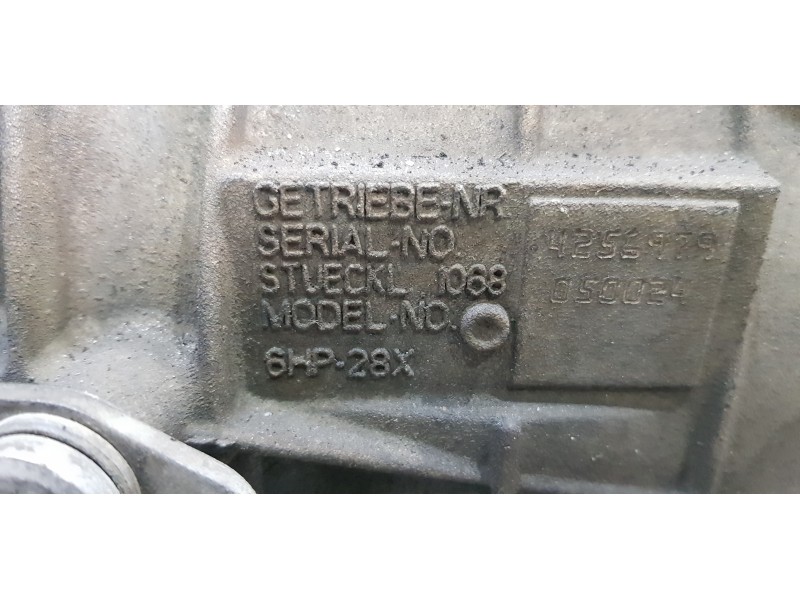 GETRIEBE-NR
SERIAL-NO. 4256979
STUECKL. 1068 050024
MODEL-NO.
6HP-28X